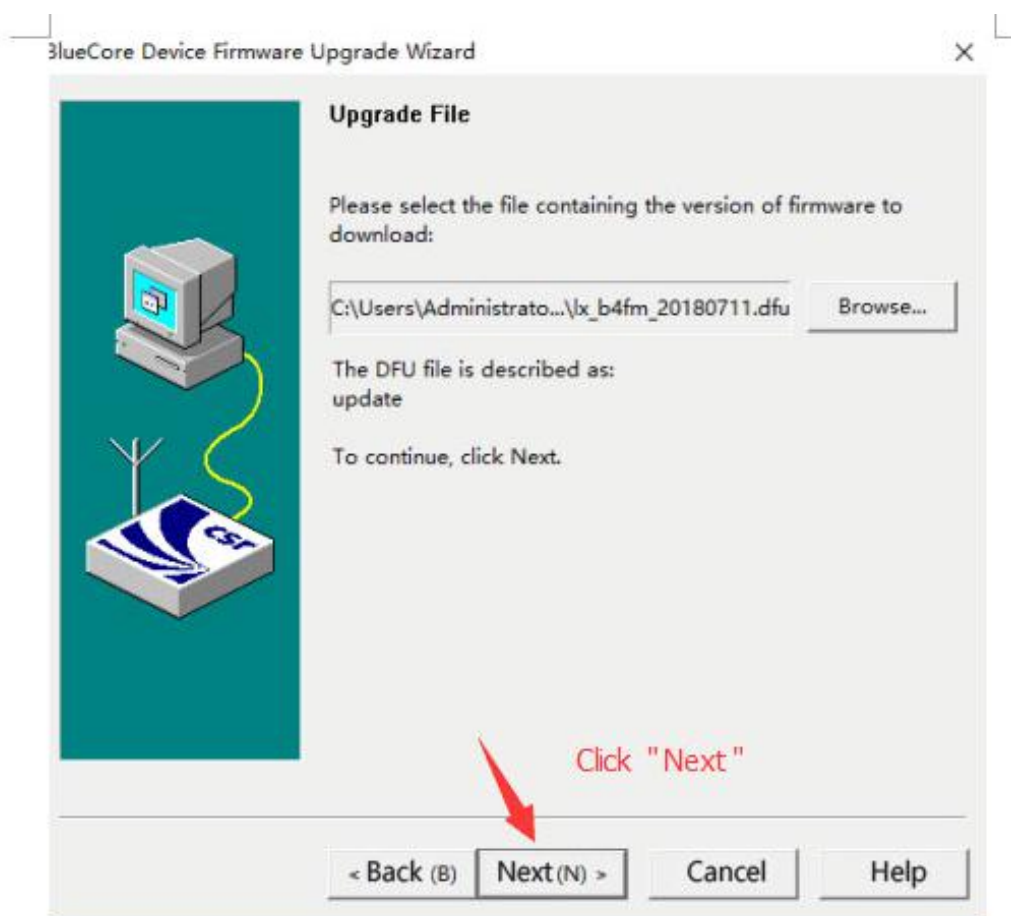 BlueCore Device Firmware Upgrade Wizard
Upgrade File
Please select the file containing the version of firmware to
download:
C:\Users\Administrato...\lx_b4fm_20180711.dfu
Browse...
The DFU file is described as:
update
To continue, click Next.
csr
Click "Next"
< Back (B)
Next(N) >
Cancel
Help